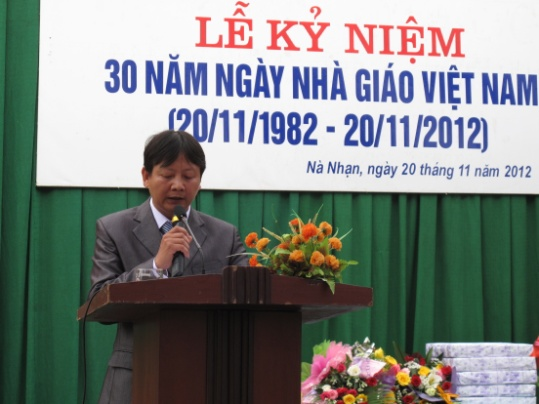 LỄ KỶ NIỆM
30 NĂM NGÀY NHÀ GIÁO VIỆT NAM
(20/11/1982 - 20/11/2012)
Nà Nhạn, ngày 20 tháng 11 năm 2012